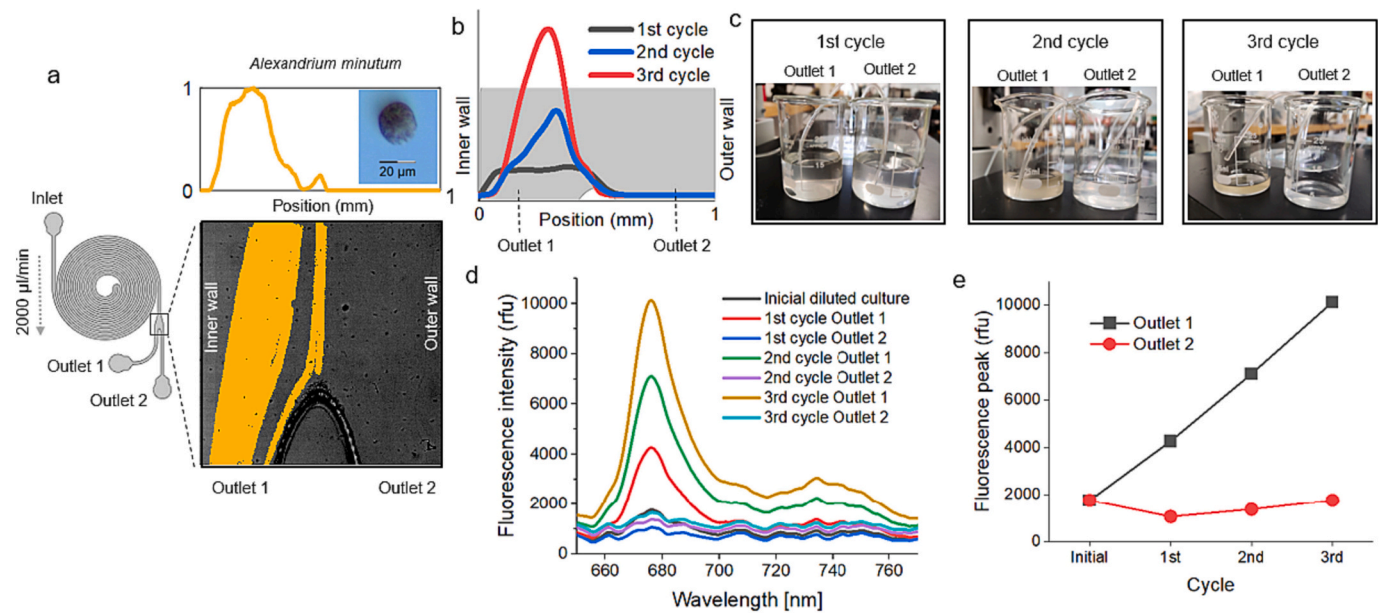 a
Alexandrium minutum
1
0
1
Position (mm)
20 µm
Inlet
2000 µl/min
Outlet 1
Outlet 2
Inner wall
Outer wall
Outlet 1
Outlet 2
b
1st cycle
2nd cycle
3rd cycle
Inner wall
Outer wall
0
Position (mm)
1
Outlet 1
Outlet 2
c
1st cycle
Outlet 1
Outlet 2
2nd cycle
Outlet 1
Outlet 2
3rd cycle
Outlet 1
Outlet 2
d
Fluorescence intensity (rfu)
10000
8000
6000
4000
2000
0
660
680
700
720
740
760
Wavelength [nm]
Inicial diluted culture
1st cycle Outlet 1
1st cycle Outlet 2
2nd cycle Outlet 1
2nd cycle Outlet 2
3rd cycle Outlet 1
3rd cycle Outlet 2
e
Fluorescence peak (rfu)
10000
8000
6000
4000
2000
0
Outlet 1
Outlet 2
Initial
1st
2nd
3rd
Cycle